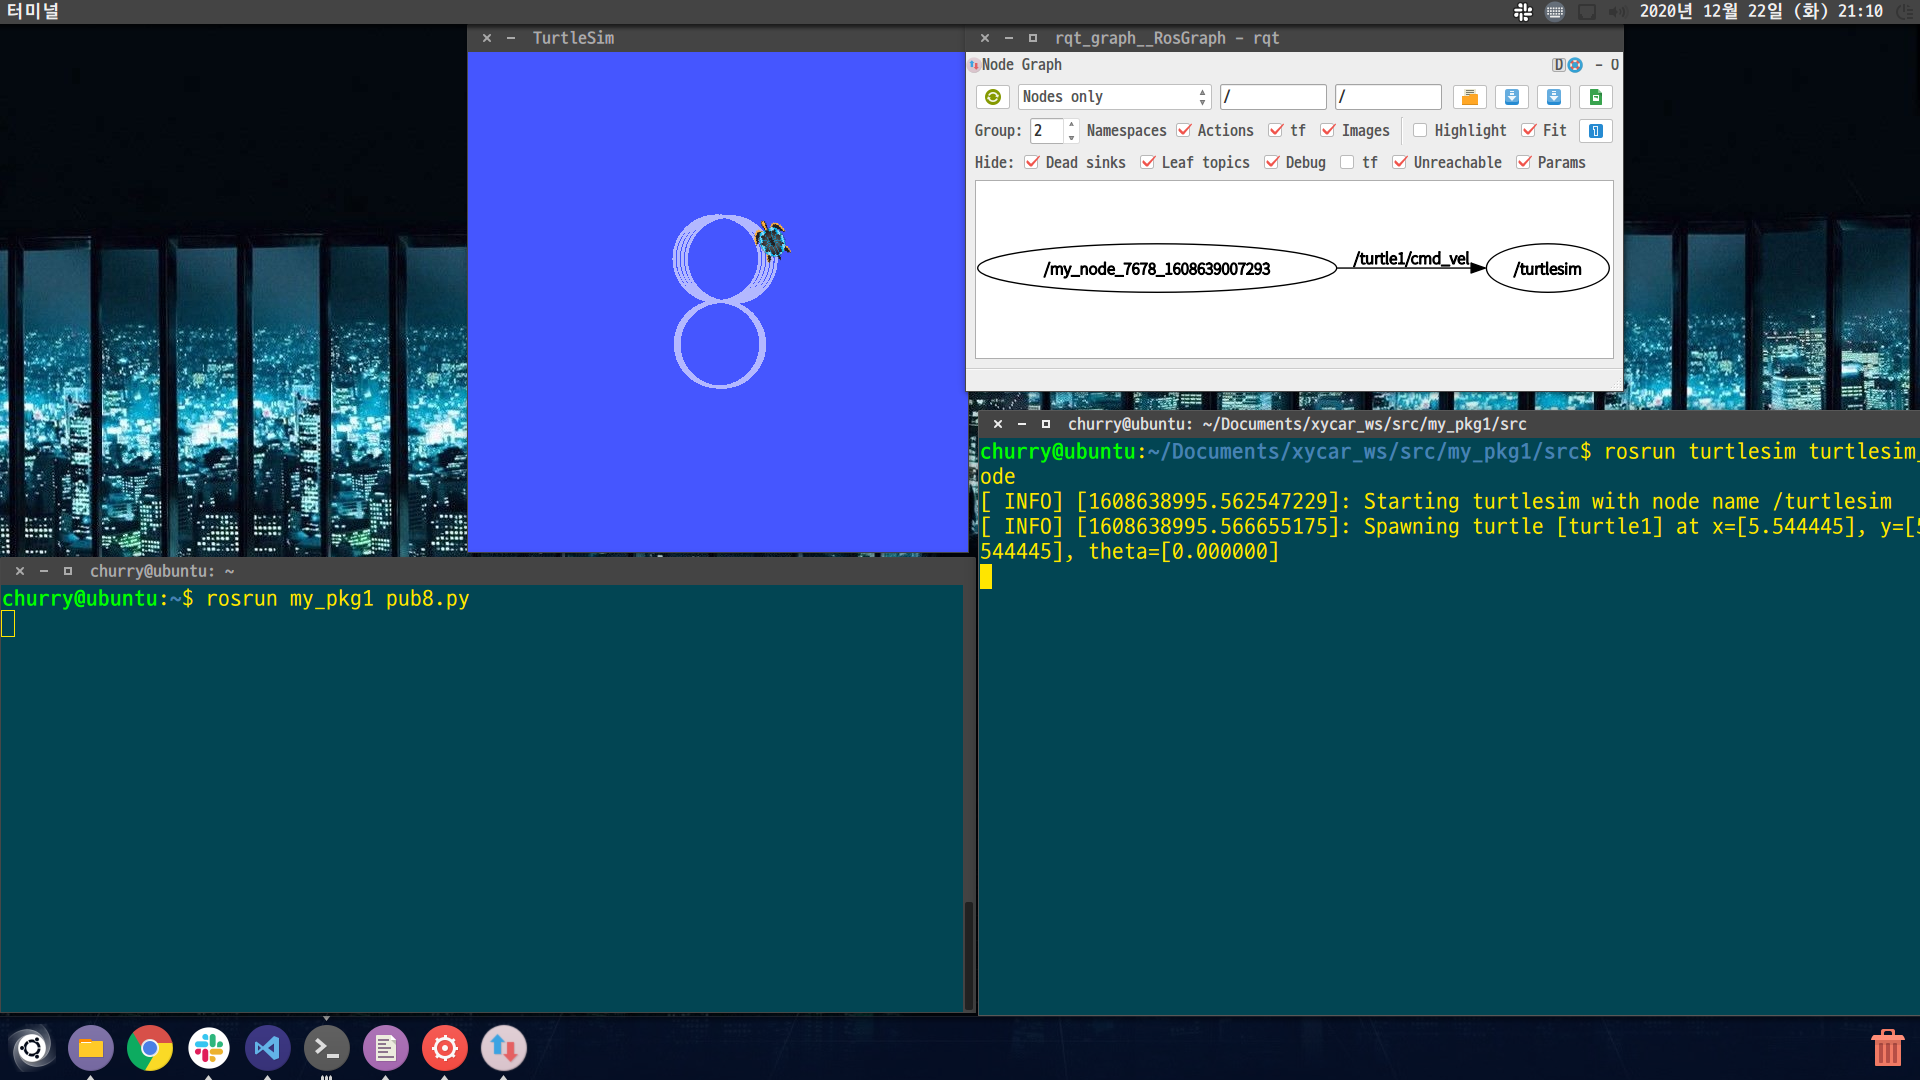 터미널
2020년 12월 22일 (화) 21:10
TurtleSim
rqt_graph__RosGraph - rqt
Node Graph
D
- O
Nodes only
/
/
Group: 2 Namespaces Actions tf Images Highlight Fit
Hide: Dead sinks Leaf topics Debug tf Unreachable Params
/my_node_7678_1608639007293
/turtle1/cmd_vel
/turtlesim
churry@ubuntu: ~/Documents/xycar_ws/src/my_pkg1/src
churry@ubuntu:~/Documents/xycar_ws/src/my_pkg1/src$ rosrun turtlesim turtlesim_
ode
[ INFO] [1608638995.562547229]: Starting turtlesim with node name /turtlesim
[ INFO] [1608638995.566655175]: Spawning turtle [turtle1] at x=[5.544445], y=[5
544445], theta=[0.000000]
churry@ubuntu: ~
churry@ubuntu:~$ rosrun my_pkg1 pub8.py